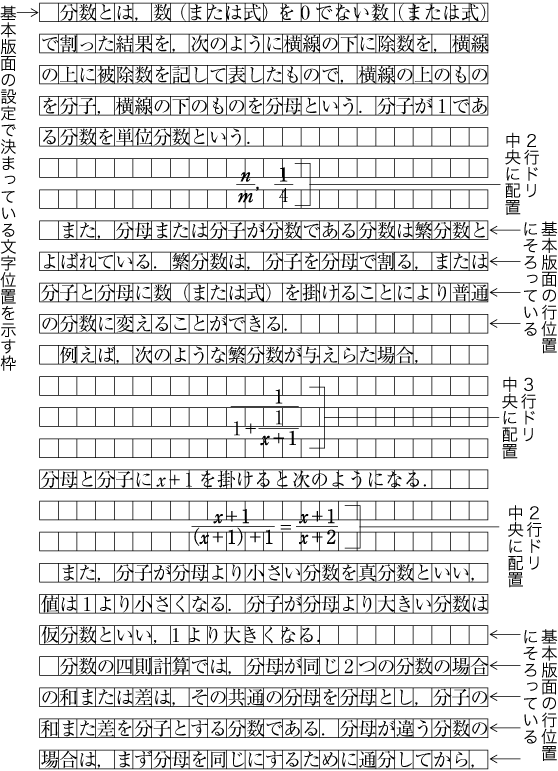 基本版面の設定で決まっている文字位置を示す枠
分数とは，数（または式）を0でない数（または式）
で割った結果を，次のように横線の下に除数を，横線
の上に被除数を記して表したもので，横線の上のもの
を分子，横線の下のものを分母という．分子が1であ
る分数を単位分数という．
n/m，1/4
2行ドリ
中央に配置
また，分母または分子が分数である分数は繁分数と
よばれている．繁分数は，分子を分母で割る，または
分子と分母に数（または式）を掛けることにより普通
の分数に変えることができる．
基本版面の行位置
にそろっている
例えば，次のような繁分数が与えらた場合，
1/(1+1/(x+1))
3行ドリ
中央に配置
分母と分子にx+1を掛けると次のようになる．
(x+1)/((x+1)+1)=(x+1)/(x+2)
2行ドリ
中央に配置
また，分子が分母より小さい分数を真分数といい，
値は1より小さくなる．分子が分母より大きい分数は
仮分数といい，1より大きくなる．
分数の四則計算では，分母が同じ2つの分数の場合
の和または差は，その共通の分母を分母とし，分子の
和また差を分子とする分数である．分母が違う分数の
場合は，まず分母を同じにするために通分してから，
基本版面の行位置
にそろっている